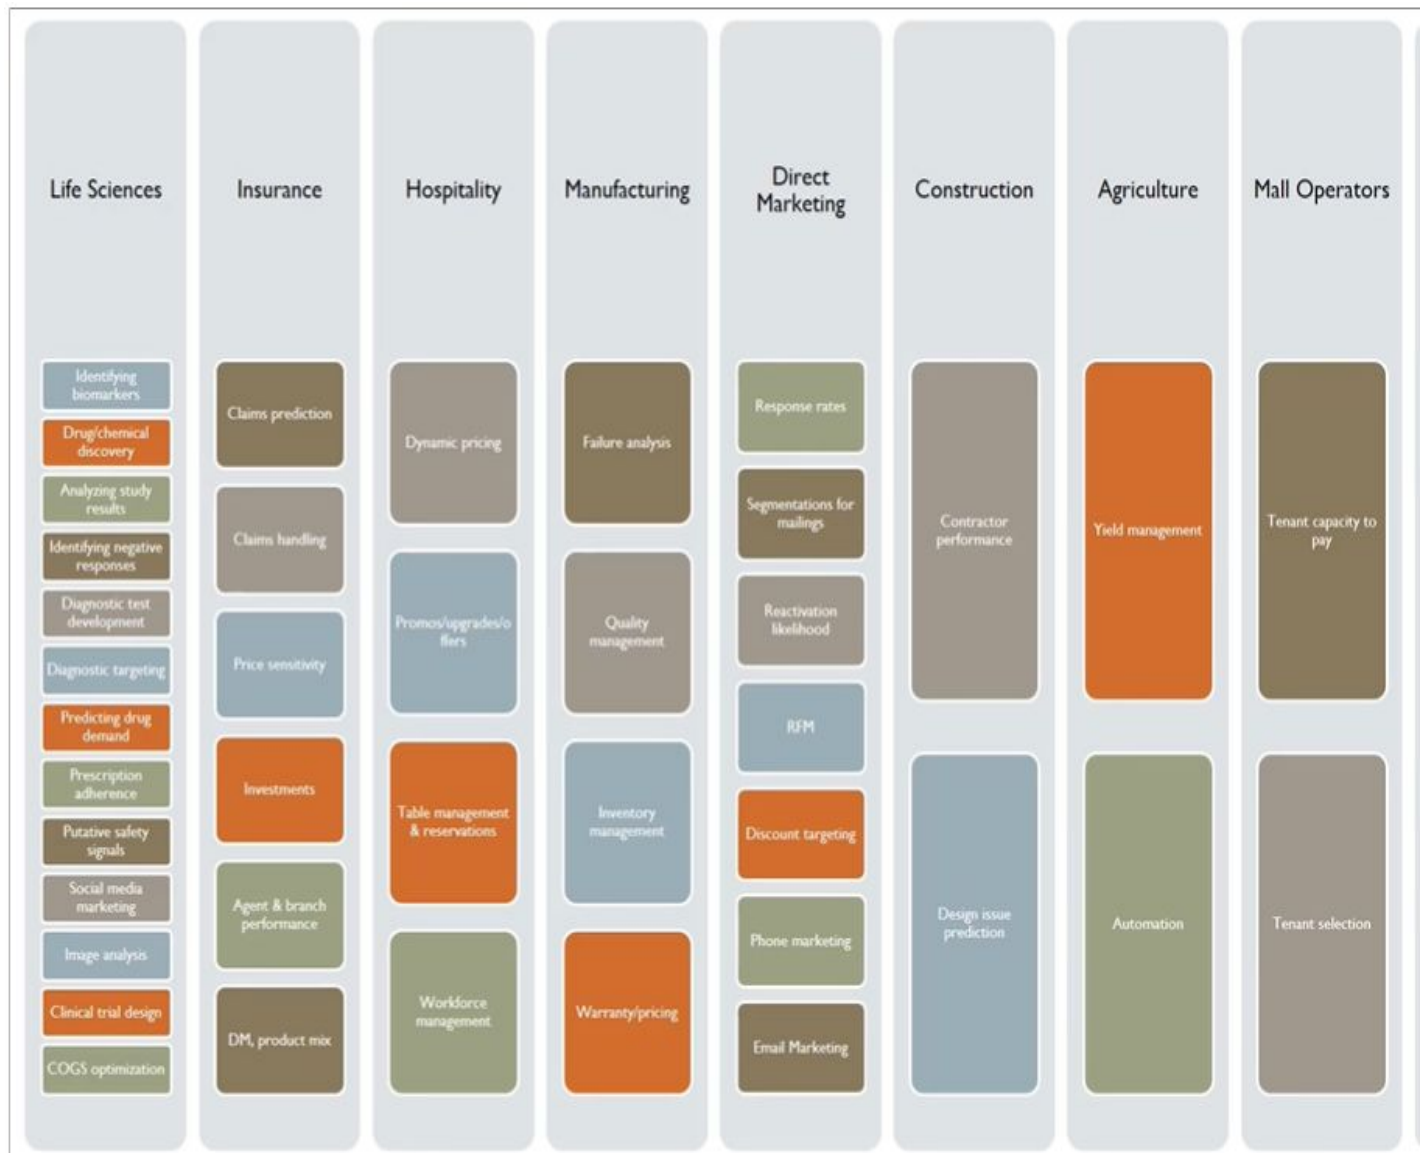 Life Sciences
Identifying
biomarkers
Drug/chemical
discovery
Analyzing study
results
Identifying negative
responses
Diagnostic test
development
Diagnostic targeting
Predicting drug
demand
Prescription
adherence
Putative safety
signals
Social media
marketing
Image analysis
Clinical trial design
COGS optimization
Insurance
Claims prediction
Claims handling
Price sensitivity
Investments
Agent & branch
performance
DM, product mix
Hospitality
Dynamic pricing
Promos/upgrades/o
ffers
Table management
& reservations
Workforce
management
Manufacturing
Failure analysis
Quality
management
Inventory
management
Warranty/pricing
Direct
Marketing
Response rates
Segmentations for
mailings
Reactivation
likelihood
RFM
Discount targeting
Phone marketing
Email Marketing
Construction
Contractor
performance
Design issue
prediction
Agriculture
Yield management
Automation
Mall Operators
Tenant capacity to
pay
Tenant selection